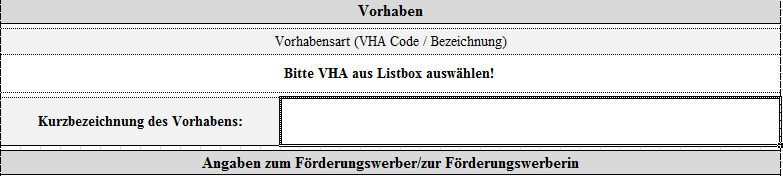 Vorhaben
Vorhabensart (VHA Code / Bezeichnung)
Bitte VHA aus Listbox auswählen!
Kurzbezeichnung des Vorhabens:
Angaben zum Förderungswerber/zur Förderungswerberin